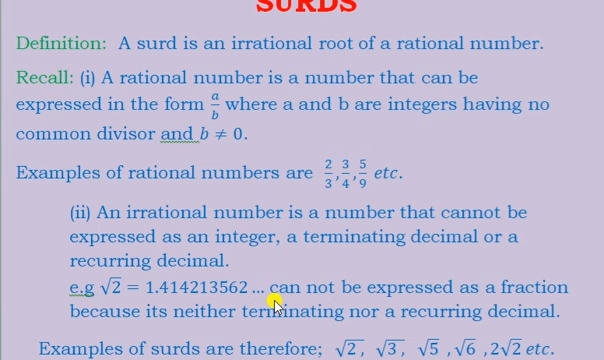 SURDS
Definition: A surd is an irrational root of a rational number.
Recall: (i) A rational number is a number that can be
expressed in the form a/b where a and b are integers having no
common divisor and b ≠ 0.
Examples of rational numbers are 2/3, 3/4, 5/9 etc.
(ii) An irrational number is a number that cannot be
expressed as an integer, a terminating decimal or a
recurring decimal.
e.g √2 = 1.414213562 ... can not be expressed as a fraction
because its neither terminating nor a recurring decimal.
Examples of surds are therefore; √2, √3, √5 , √6 , 2√2 etc.